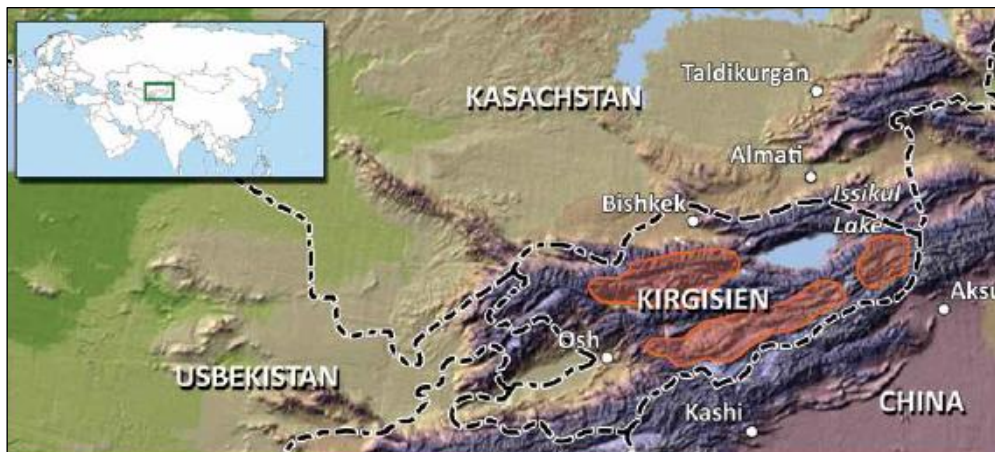 Taldikurgan
KASACHSTAN
Almati
Issikul
Bishkek
Lake
KIRGISIEN
Aksu
Osh
USBEKISTAN
CHINA
Kashi